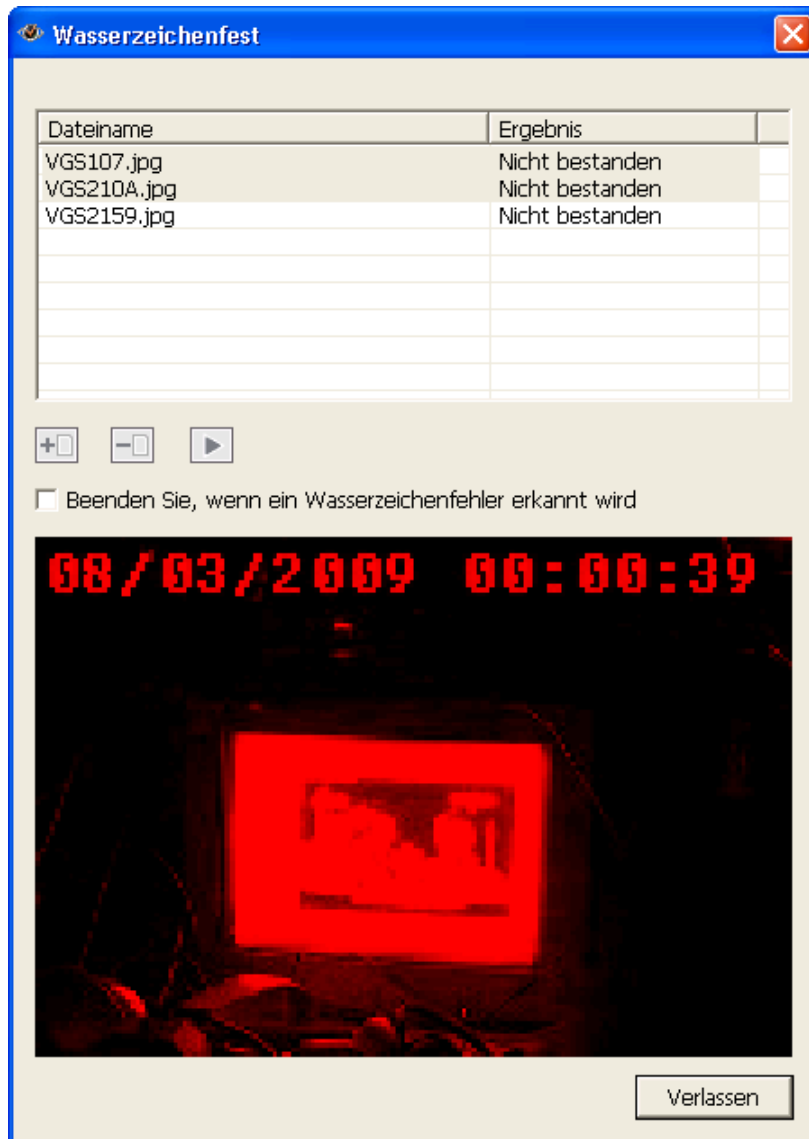 Wasserzeichenfest
Dateiname Ergebnis
VGS107.jpg Nicht bestanden
VGS210A.jpg Nicht bestanden
VGS2159.jpg Nicht bestanden
Beenden Sie, wenn ein Wasserzeichenfehler erkannt wird
08/03/2009 00:00:39
Verlassen